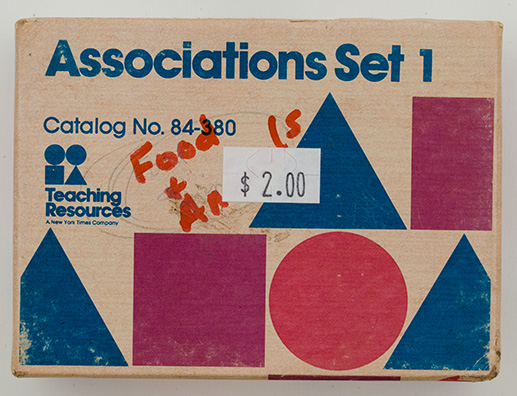 Associations Set 1
Catalog No. 84-380
Food
+
$ 2.00
Teaching
Resources
A New York Times Company